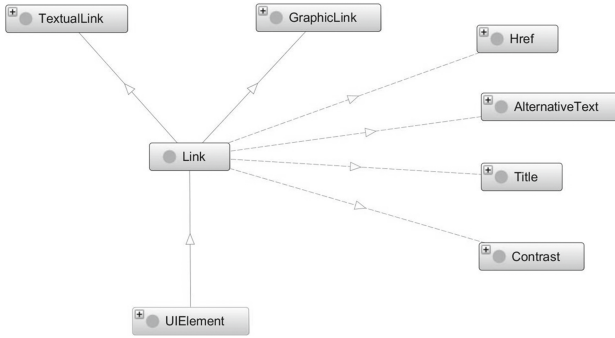 TextualLink
GraphicLink
Href
AlternativeText
Link
Title
Contrast
UIElement